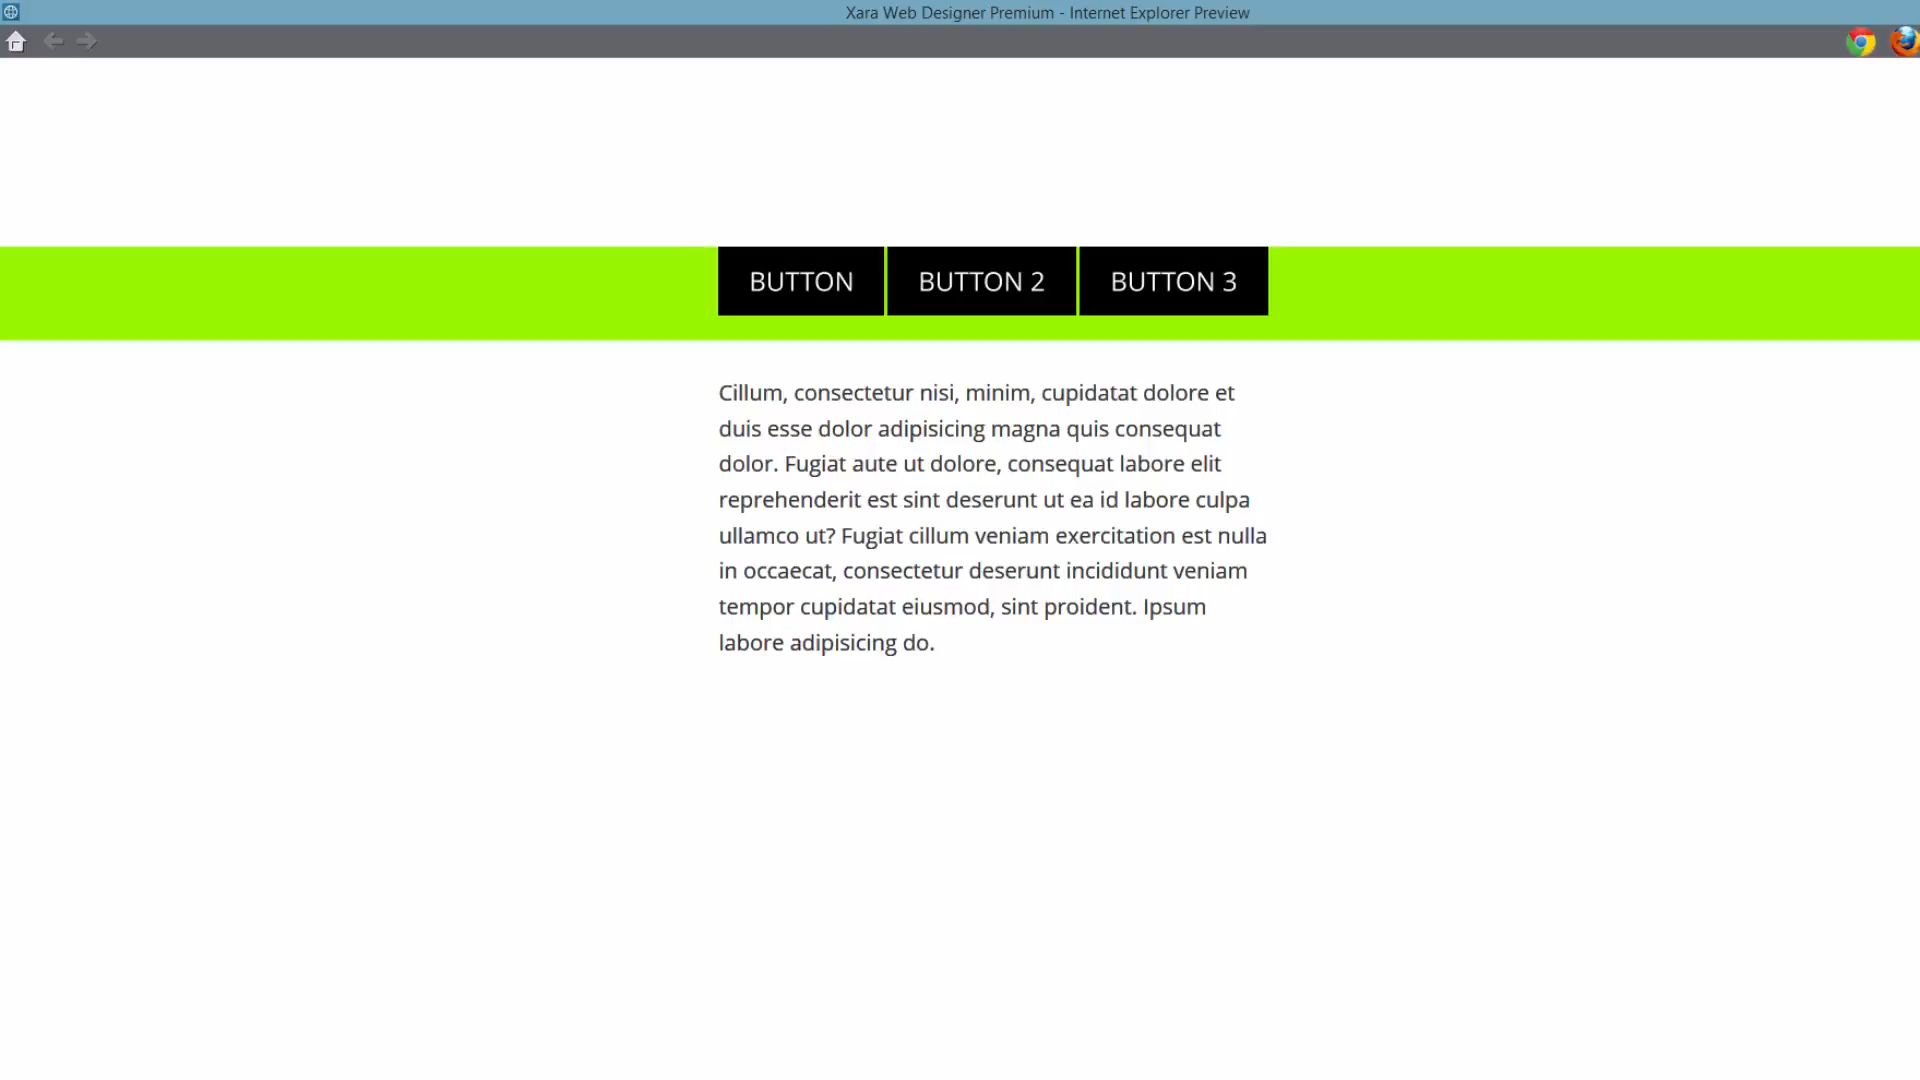 Xara Web Designer Premium - Internet Explorer Preview
BUTTON BUTTON 2 BUTTON 3
Cillum, consectetur nisi, minim, cupidatat dolore et
duis esse dolor adipisicing magna quis consequat
dolor. Fugiat aute ut dolore, consequat labore elit
reprehenderit est sint deserunt ut ea id labore culpa
ullamco ut? Fugiat cillum veniam exercitation est nulla
in occaecat, consectetur deserunt incididunt veniam
tempor cupidatat eiusmod, sint proident. Ipsum
labore adipisicing do.